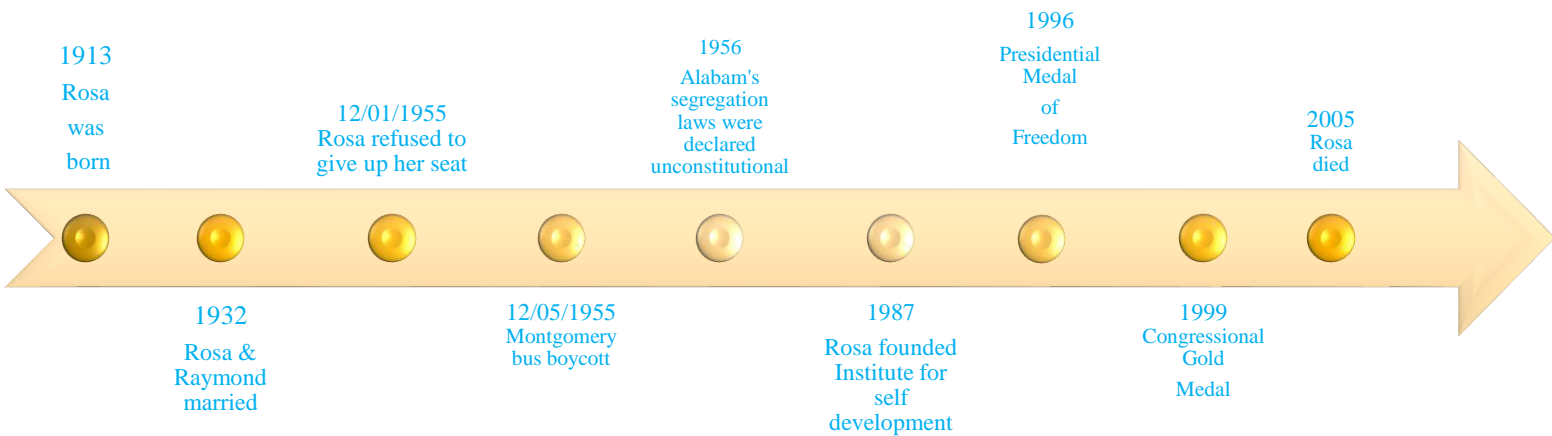 1913
Rosa
was
born
1932
Rosa &
Raymond
married
12/01/1955
Rosa refused to
give up her seat
12/05/1955
Montgomery
bus boycott
1956
Alabam's
segregation
laws were
declared
unconstitutional
1987
Rosa founded
Institute for
self
development
1996
Presidential
Medal
of
Freedom
1999
Congressional
Gold
Medal
2005
Rosa
died